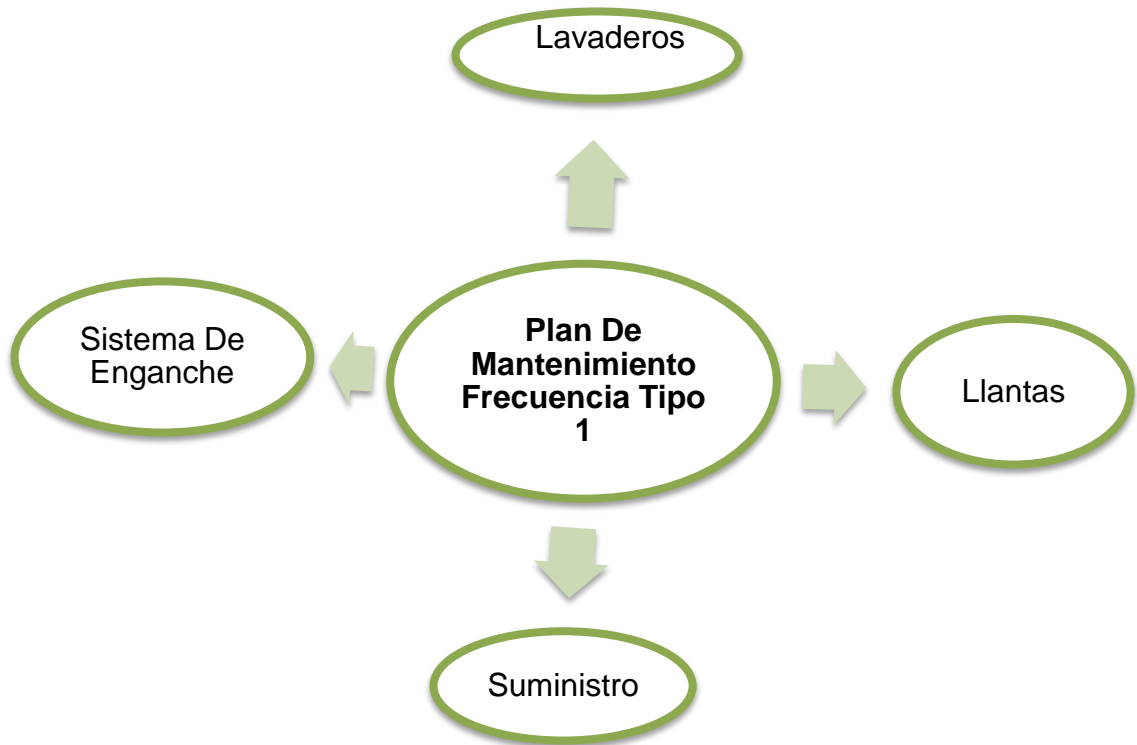 Lavaderos
Sistema De
Enganche
Plan De
Mantenimiento
Frecuencia Tipo
1
Llantas
Suministro